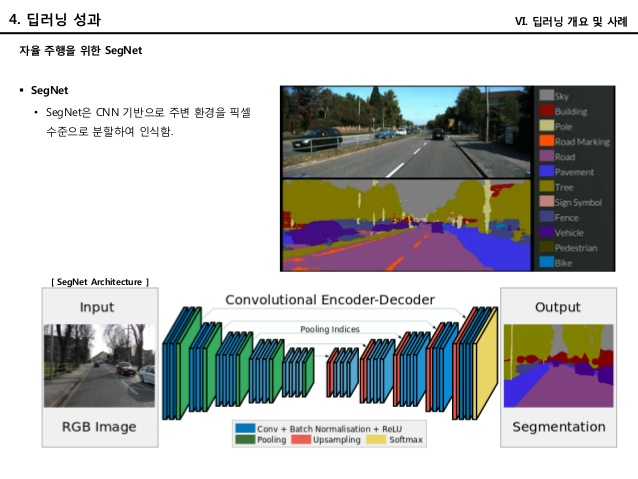 4. 딥러닝 성과
VI. 딥러닝 개요 및 사례
자율 주행을 위한 SegNet
▪ SegNet
• SegNet은 CNN 기반으로 주변 환경을 픽셀
수준으로 분할하여 인식함.
Sky
Building
Pole
Road Marking
Road
Pavement
Tree
Sign Symbol
Fence
Vehicle
Pedestrian
Bike
[ SegNet Architecture ]
Input
Convolutional Encoder-Decoder
Output
Pooling Indices
RGB Image
Segmentation
Conv + Batch Normalisation + ReLU
Pooling
Upsampling
Softmax